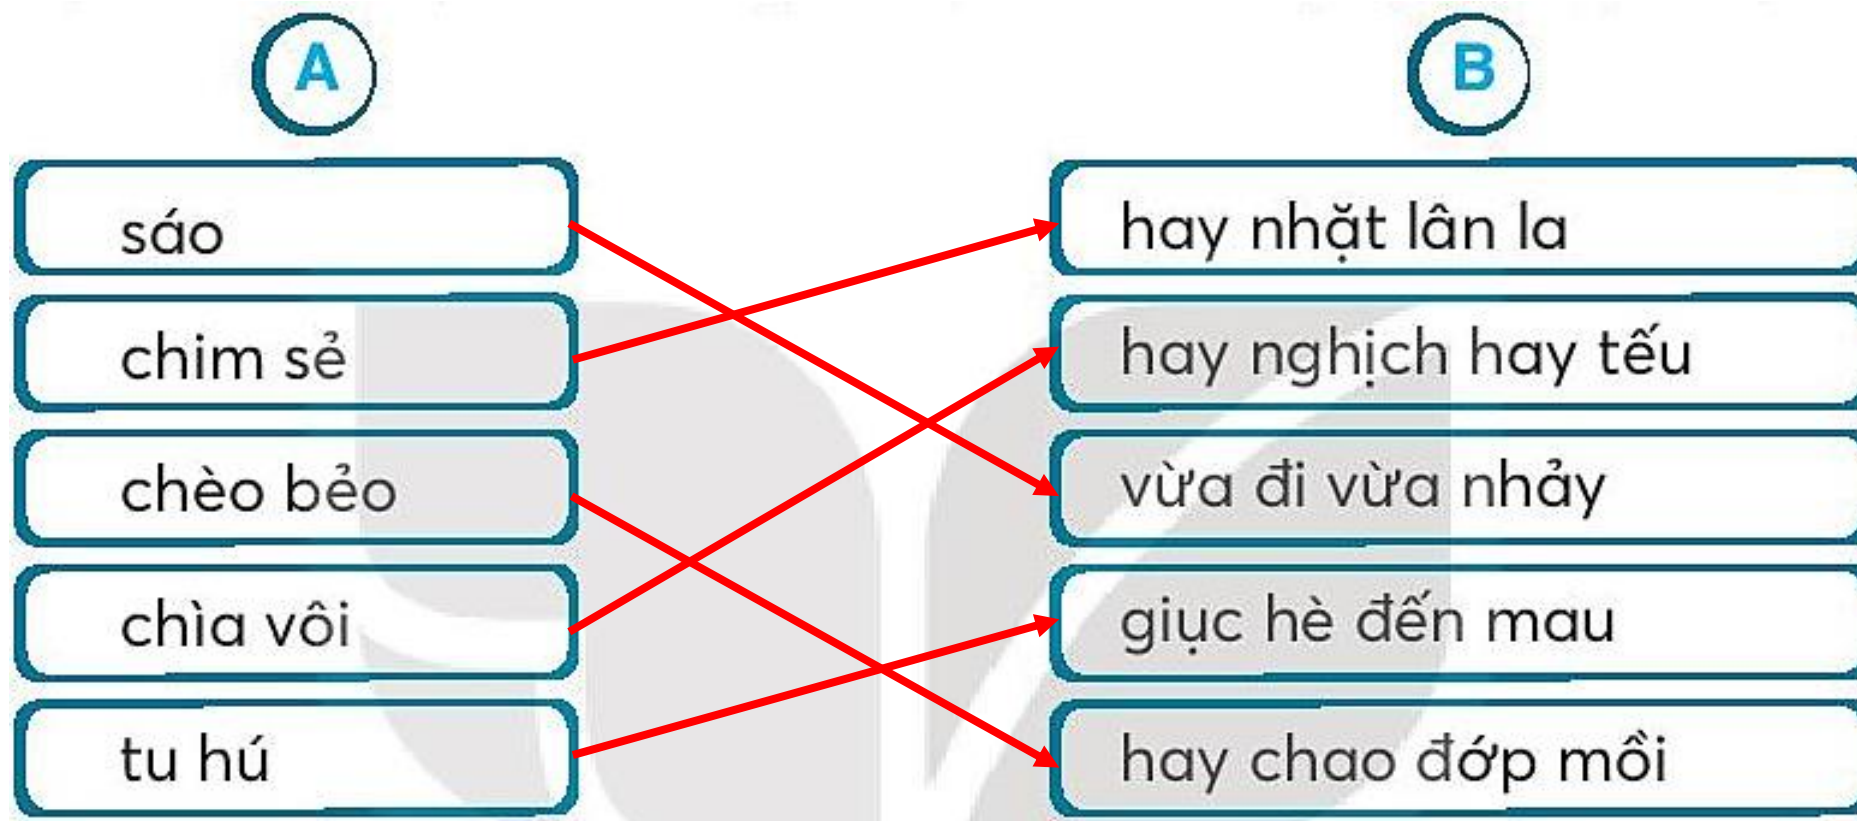 A
B
sáo
hay nhặt lân la
chim sẻ
hay nghịch hay tếu
chèo bẻo
vừa đi vừa nhảy
chìa vôi
giục hè đến mau
tu hú
hay chao đớp mồi